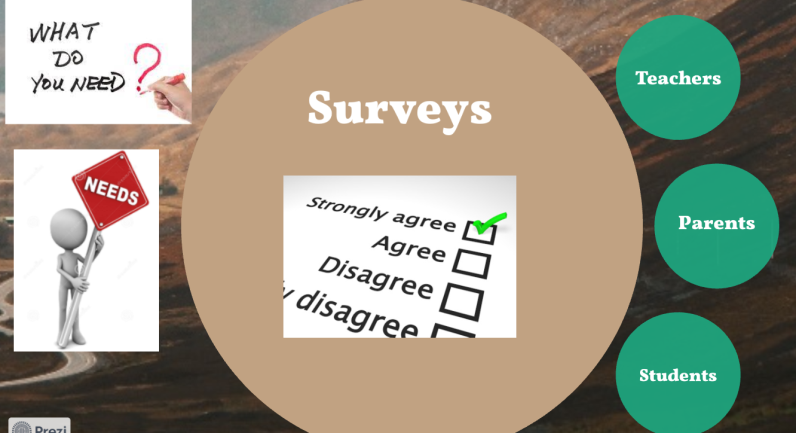 WHAT
DO
YOU NEED?
NEEDS
Surveys
Strongly agree
Agree
Disagree
disagree
Teachers
Parents
Students
Prezi